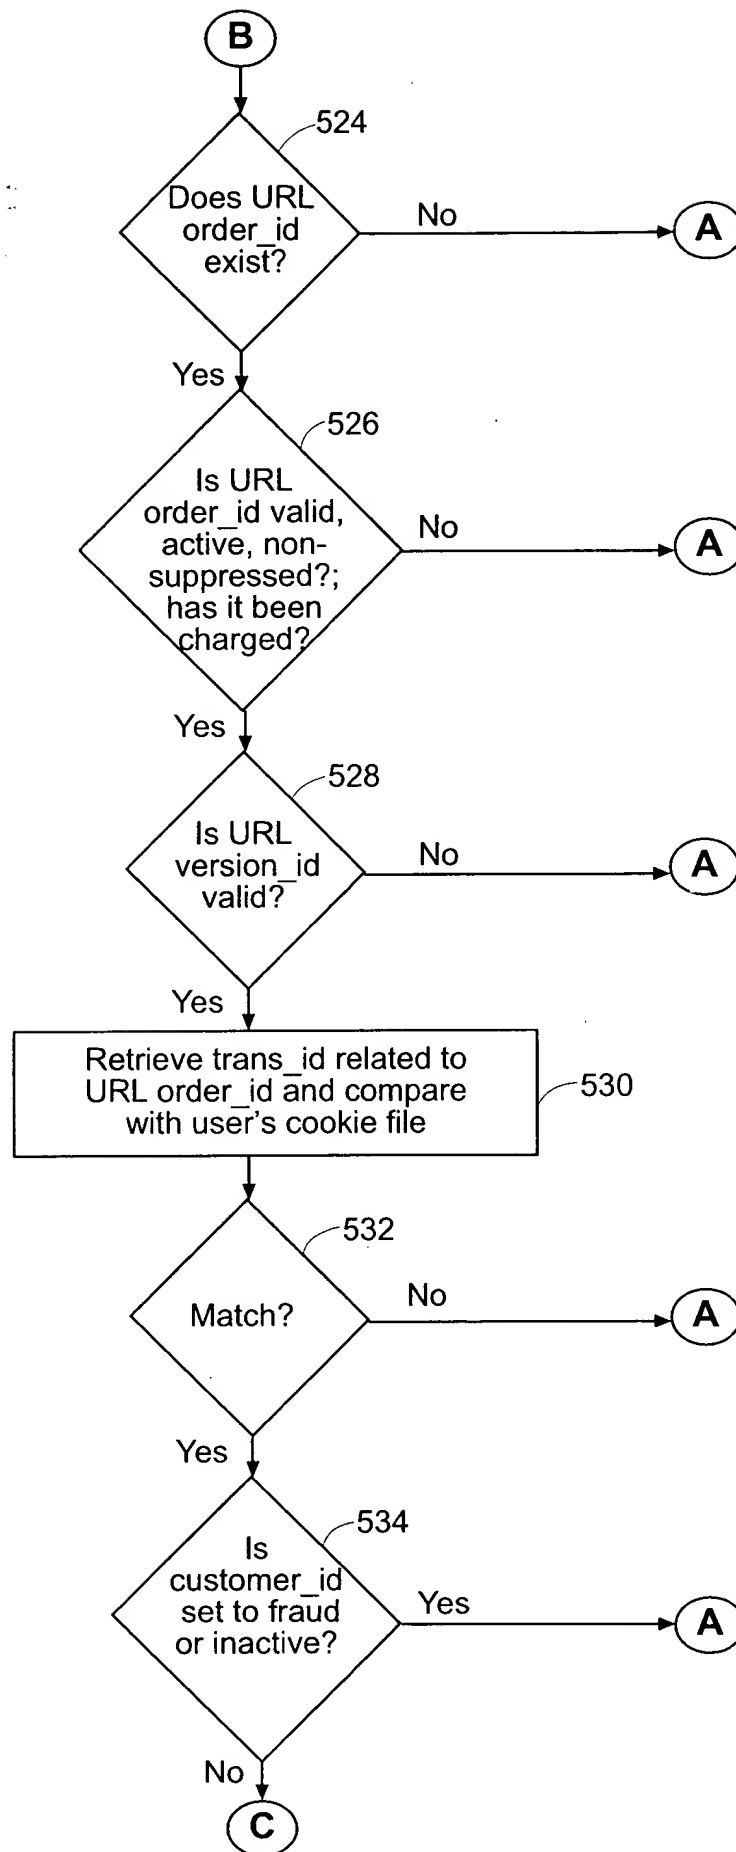 B
524
Does URL
order_id
exist?
No
A
Yes
526
Is URL
order_id valid,
active, non-
suppressed?;
has it been
charged?
No
A
Yes
528
Is URL
version_id
valid?
No
A
Yes
Retrieve trans_id related to
URL order_id and compare
with user's cookie file
530
532
Match?
No
A
Yes
534
Is
customer_id
set to fraud
or inactive?
Yes
A
No
C